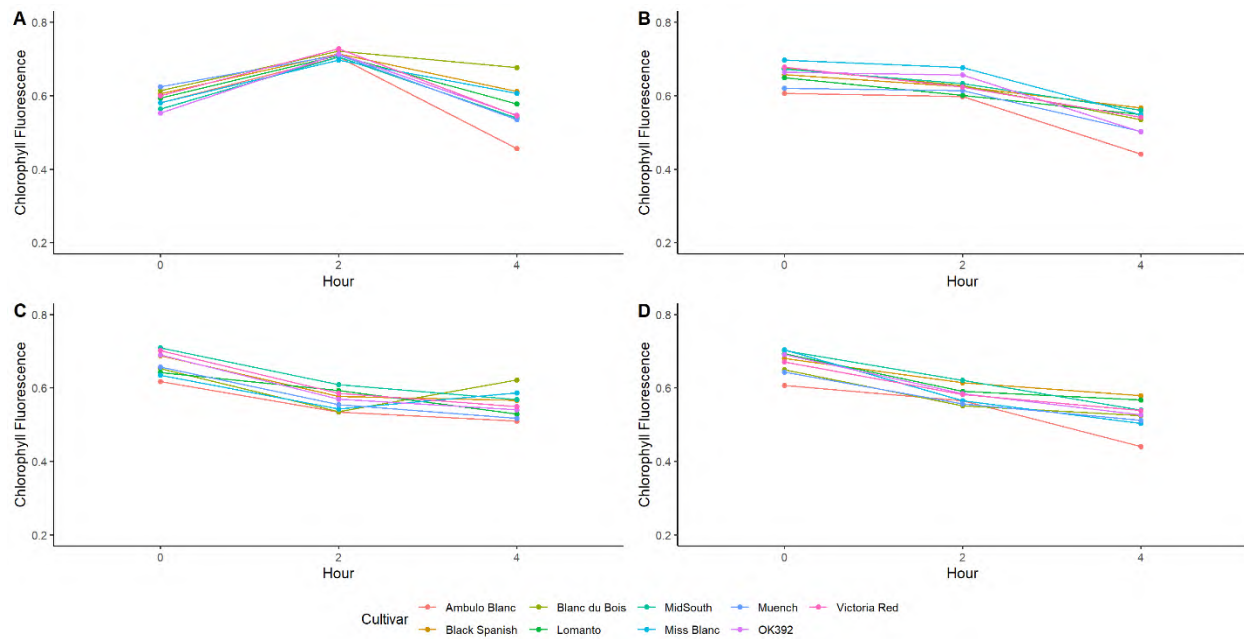 A
Chlorophyll Fluorescence
0.8
0.6
0.4
0.2
0 2 4
Hour
B
Chlorophyll Fluorescence
0.8
0.6
0.4
0.2
0 2 4
Hour
C
Chlorophyll Fluorescence
0.8
0.6
0.4
0.2
0 2 4
Hour
D
Chlorophyll Fluorescence
0.8
0.6
0.4
0.2
0 2 4
Hour
Cultivar
Ambulo Blanc Blanc du Bois MidSouth Muench Victoria Red
Black Spanish Lomanto Miss Blanc OK392